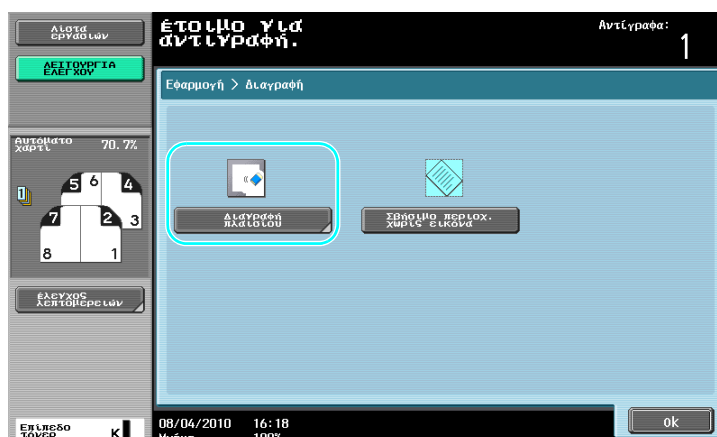 Λίστα
εργασιών
έτοιμο για
αντιγραφή.
Αντίγραφα:
1
ΛΕΙΤΟΥΡΓΙΑ
ΕΛΕΓΧΟΥ
Εφαρμογή > Διαγραφή
Αυτόματο
χαρτί
70.7%
5 6 4
1
7 2 3
8 1
Διαγραφή
πλαισίου
Σβήσιμο περιοχ.
χωρίς εικόνα
έλεγχος
λεπτομερειών
Επίπεδο
τόνερ
K
08/04/2010 16:18
Μνήμη 100%
ok